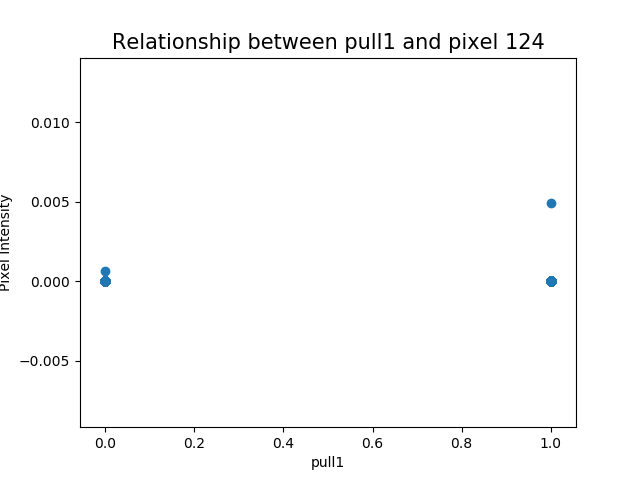 Relationship between pull1 and pixel 124
0.010
0.005
0.000
−0.005
Pixel Intensity
0.0 0.2 0.4 0.6 0.8 1.0
pull1